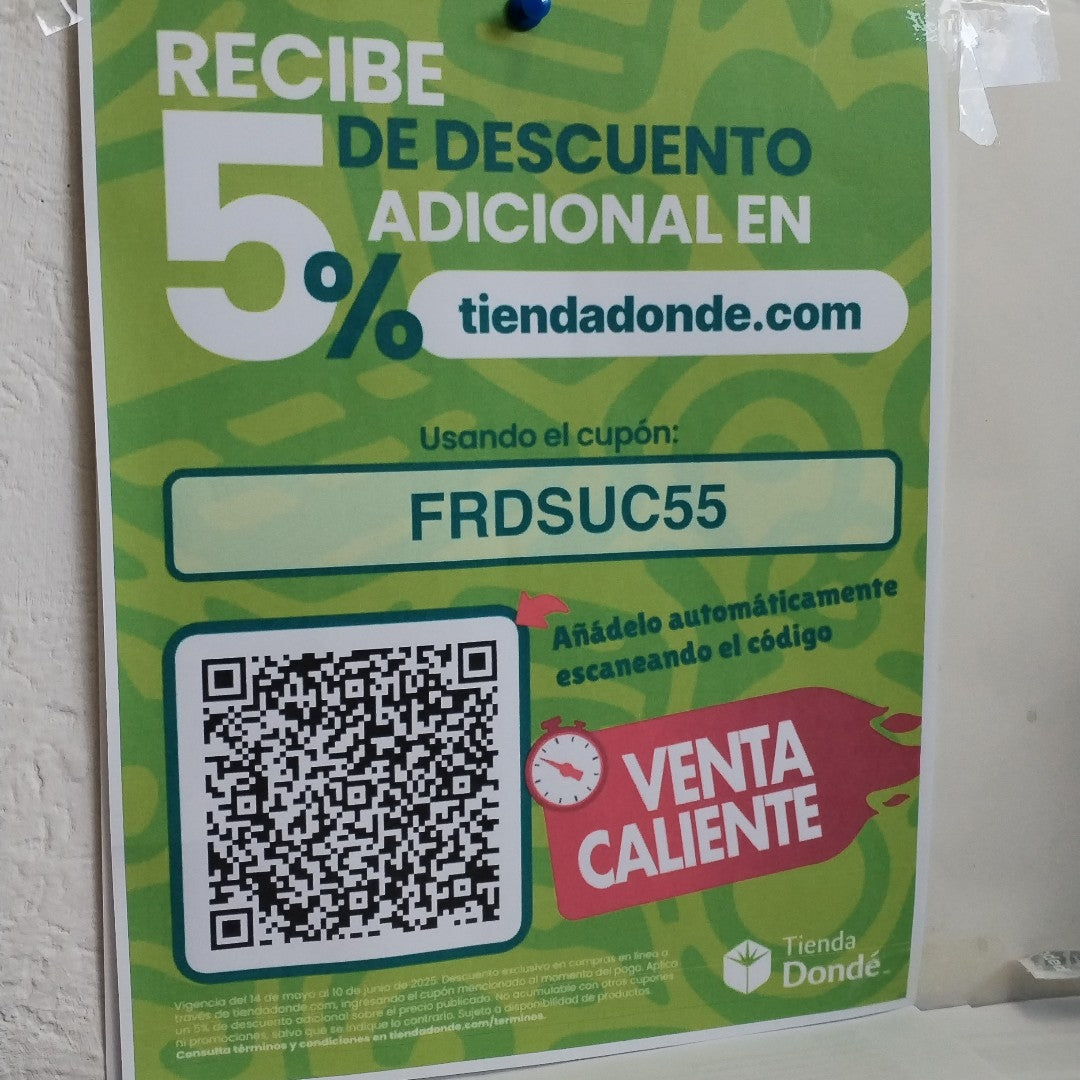 RECIBE
5%
DE DESCUENTO
ADICIONAL EN
tiendadonde.com
Usando el cupón:
FRDSUC55
Añádelo automáticamente
escaneando el código
VENTA
CALIENTE
Tienda
Dondé
Vigencia del 14 de mayo al 10 de junio de 2025. Descuento exclusivo en compras en línea a
través de tiendadonde.com, ingresando el cupón mencionado al momento del pago. Aplica
un 5% de descuento adicional sobre el precio publicado. No acumulable con otros cupones
ni promociones, salvo que se indique lo contrario. Sujeto a disponibilidad de productos.
Consulta términos y condiciones en tiendadonde.com/terminos.